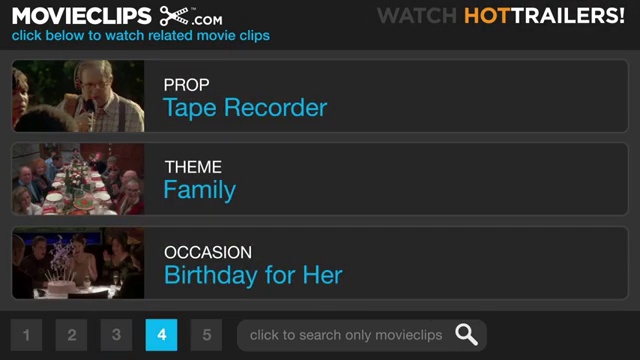 MOVIECLIPS .COM
WATCH HOTTRAILERS!
click below to watch related movie clips
PROP
Tape Recorder
THEME
Family
OCCASION
Birthday for Her
1 2 3 4 5 click to search only movieclips